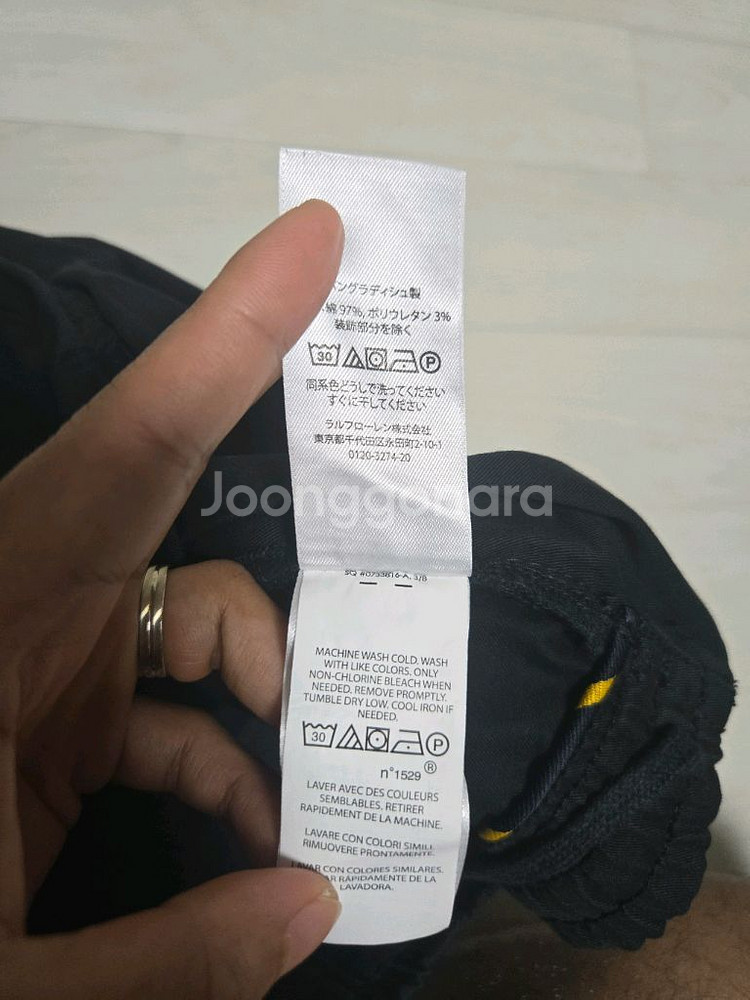 ングラディシュ製
綿 97%, ポリウレタン 3%
装飾部分を除く
30 P
同系色どうしで洗ってください
すぐに干してください
ラルフローレン株式会社
東京都千代田区永田町2-10-1
0120-3274-20
Joonggonara
MACHINE WASH COLD. WASH
WITH LIKE COLORS. ONLY
NON-CHLORINE BLEACH WHEN
NEEDED. REMOVE PROMPTLY.
TUMBLE DRY LOW. COOL IRON IF
NEEDED.
30 P
n°1529 ®
LAVER AVEC DES COULEURS
SEMBLABLES. RETIRER
RAPIDEMENT DE LA MACHINE.
LAVARE CON COLORI SIMILI.
RIMUOVERE PRONTAMENTE.
LAVAR CON COLORES SIMILARES.
RAPIDAMENTE DE LA
LAVADORA.